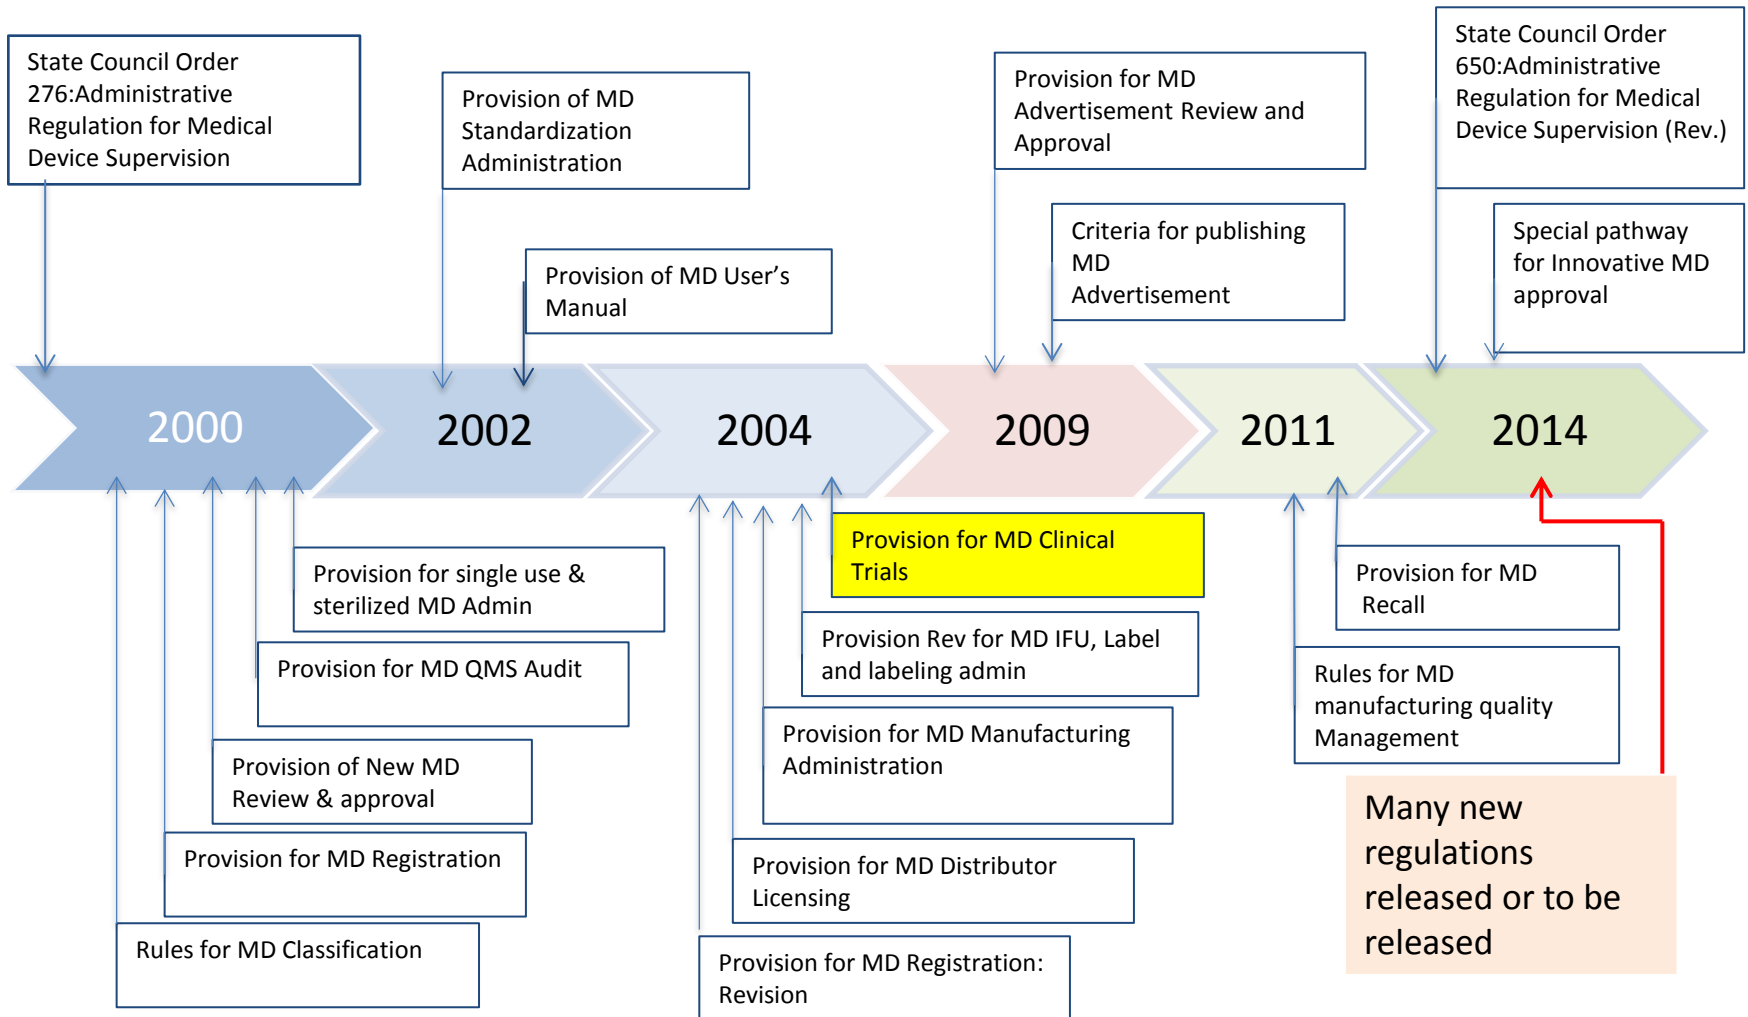 State Council Order
276:Administrative
Regulation for Medical
Device Supervision
Provision of MD
Standardization
Administration
Provision of MD User’s
Manual
Provision for MD
Advertisement Review and
Approval
Criteria for publishing
MD
Advertisement
State Council Order
650:Administrative
Regulation for Medical
Device Supervision (Rev.)
Special pathway
for Innovative MD
approval
2000
2002
2004
2009
2011
2014
Provision for single use &
sterilized MD Admin
Provision for MD QMS Audit
Provision of New MD
Review & approval
Provision for MD Registration
Rules for MD Classification
Provision for MD Clinical
Trials
Provision Rev for MD IFU, Label
and labeling admin
Provision for MD Manufacturing
Administration
Provision for MD Distributor
Licensing
Provision for MD Registration:
Revision
Provision for MD
Recall
Rules for MD
manufacturing quality
Management
Many new
regulations
released or to be
released